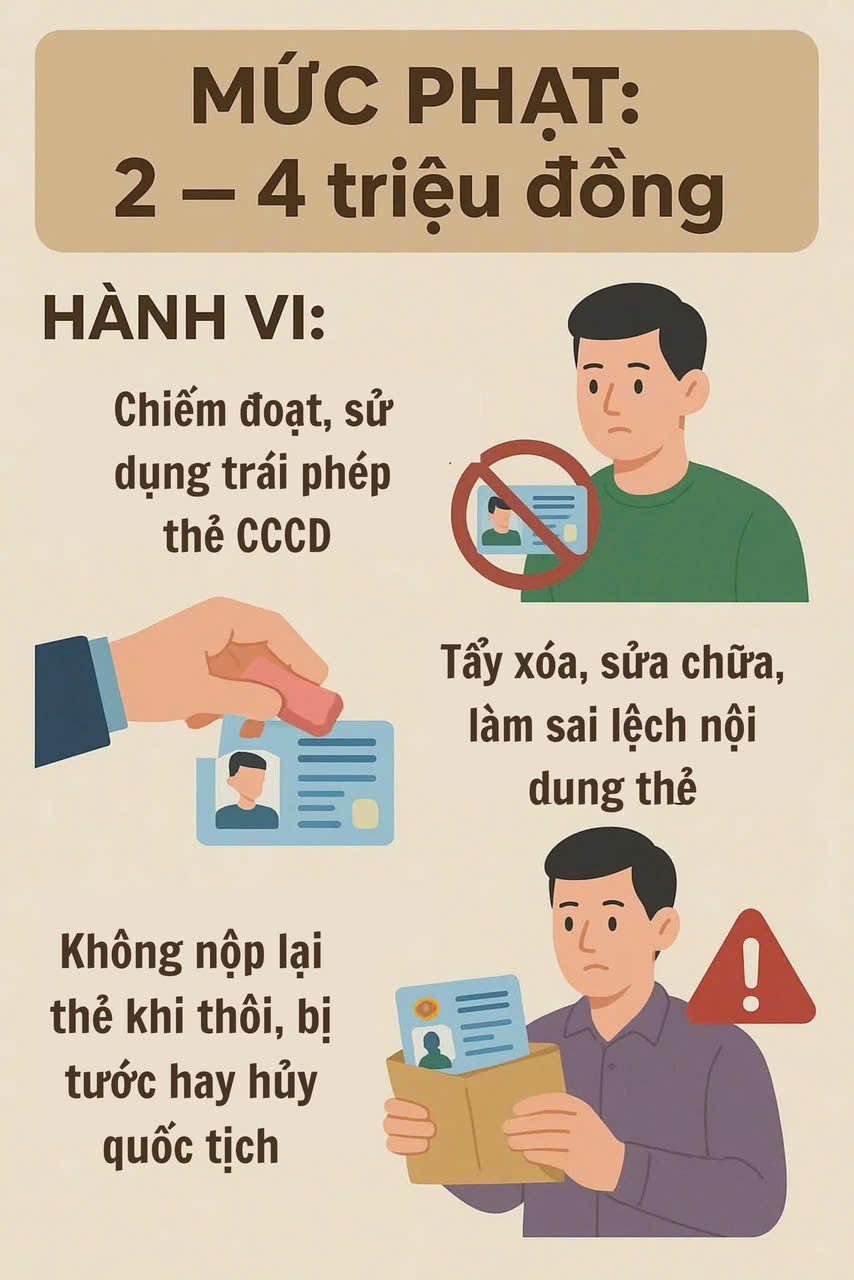 MỨC PHẠT:
2 – 4 triệu đồng
HÀNH VI:
Chiếm đoạt, sử
dụng trái phép
thẻ CCCD
Tẩy xóa, sửa chữa,
làm sai lệch nội
dung thẻ
Không nộp lại
thẻ khi thôi, bị
tước hay hủy
quốc tịch